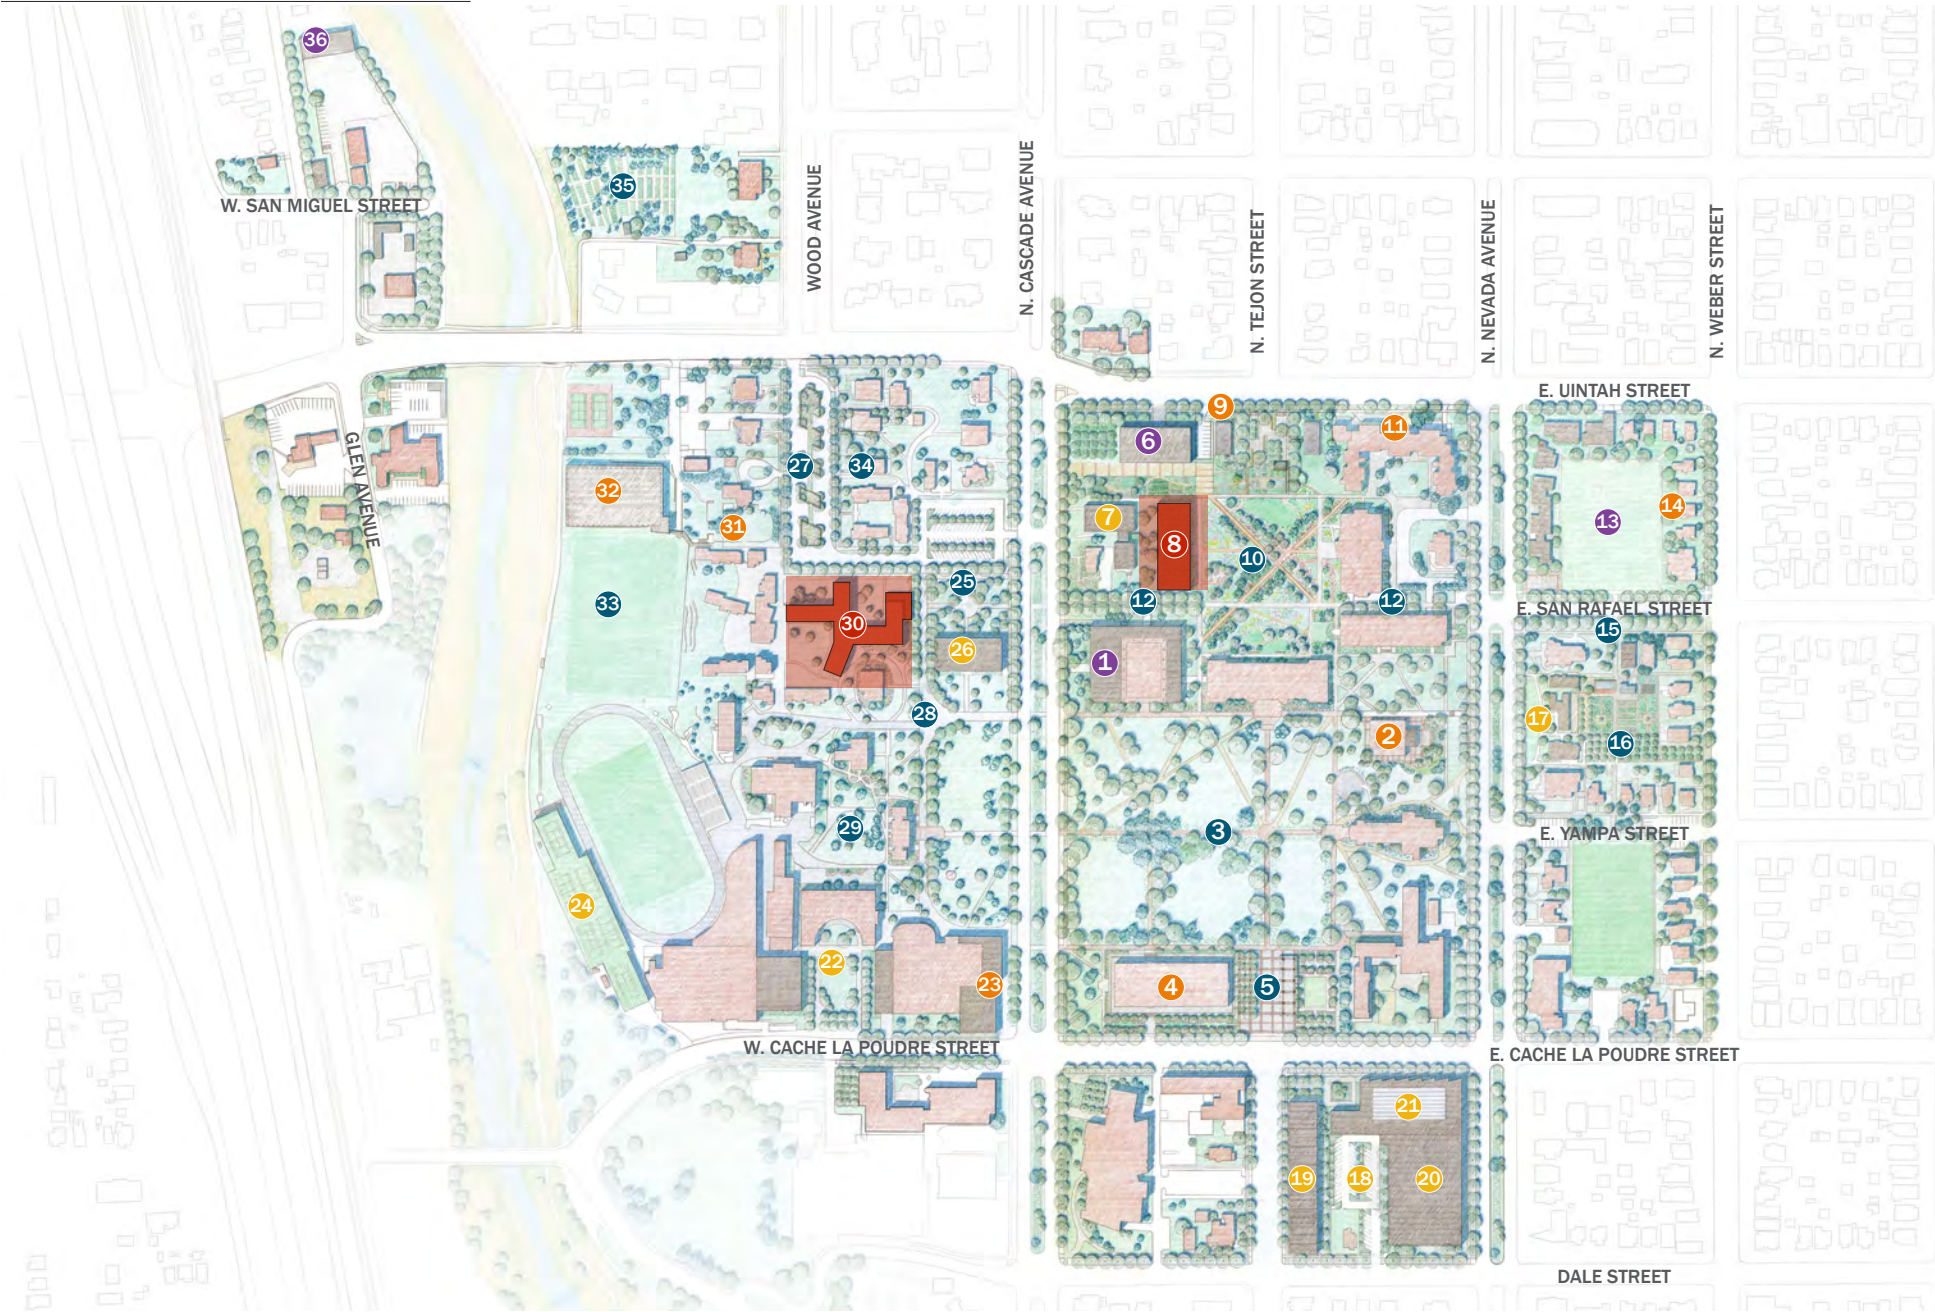 36
35
W. SAN MIGUEL STREET
WOOD AVENUE
N. CASCADE AVENUE
N. TEJON STREET
N. NEVADA AVENUE
N. WEBER STREET
E. UINTAH STREET
GLEN AVENUE
9
11
6
27
34
32
31
7
8
10
13
14
33
25
12
12
E. SAN RAFAEL STREET
30
15
26
1
28
17
2
16
29
3
E. YAMPA STREET
24
22
23
4
5
W. CACHE LA POUDRE STREET
E. CACHE LA POUDRE STREET
21
19
18
20
DALE STREET